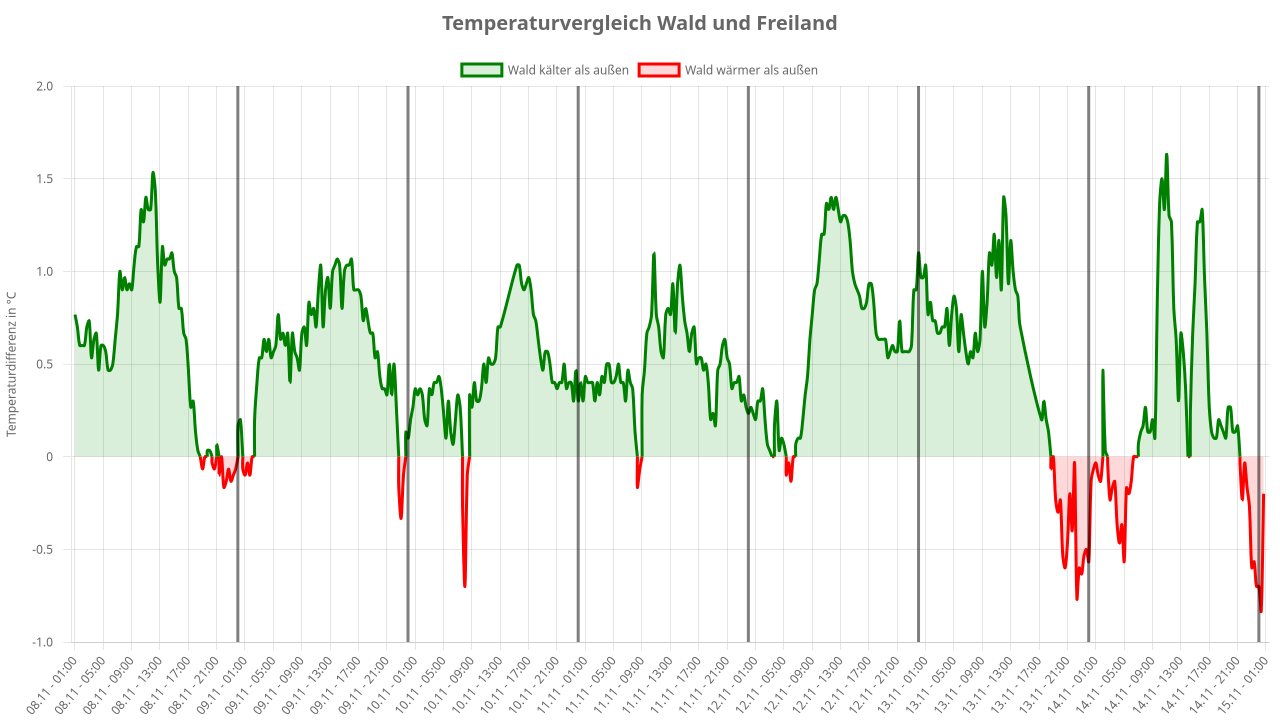 Temperaturvergleich Wald und Freiland
Wald kälter als außen
Wald wärmer als außen
Temperaturdifferenz in °C
2.0
1.5
1.0
0.5
0
-0.5
-1.0
08.11 - 01:00
08.11 - 05:00
08.11 - 09:00
08.11 - 13:00
08.11 - 17:00
08.11 - 21:00
09.11 - 01:00
09.11 - 05:00
09.11 - 09:00
09.11 - 13:00
09.11 - 17:00
09.11 - 21:00
10.11 - 01:00
10.11 - 05:00
10.11 - 09:00
10.11 - 13:00
10.11 - 17:00
10.11 - 21:00
11.11 - 01:00
11.11 - 05:00
11.11 - 09:00
11.11 - 13:00
11.11 - 17:00
11.11 - 21:00
12.11 - 01:00
12.11 - 05:00
12.11 - 09:00
12.11 - 13:00
12.11 - 17:00
12.11 - 21:00
13.11 - 01:00
13.11 - 05:00
13.11 - 09:00
13.11 - 13:00
13.11 - 17:00
13.11 - 21:00
14.11 - 01:00
14.11 - 05:00
14.11 - 09:00
14.11 - 13:00
14.11 - 17:00
14.11 - 21:00
15.11 - 01:00